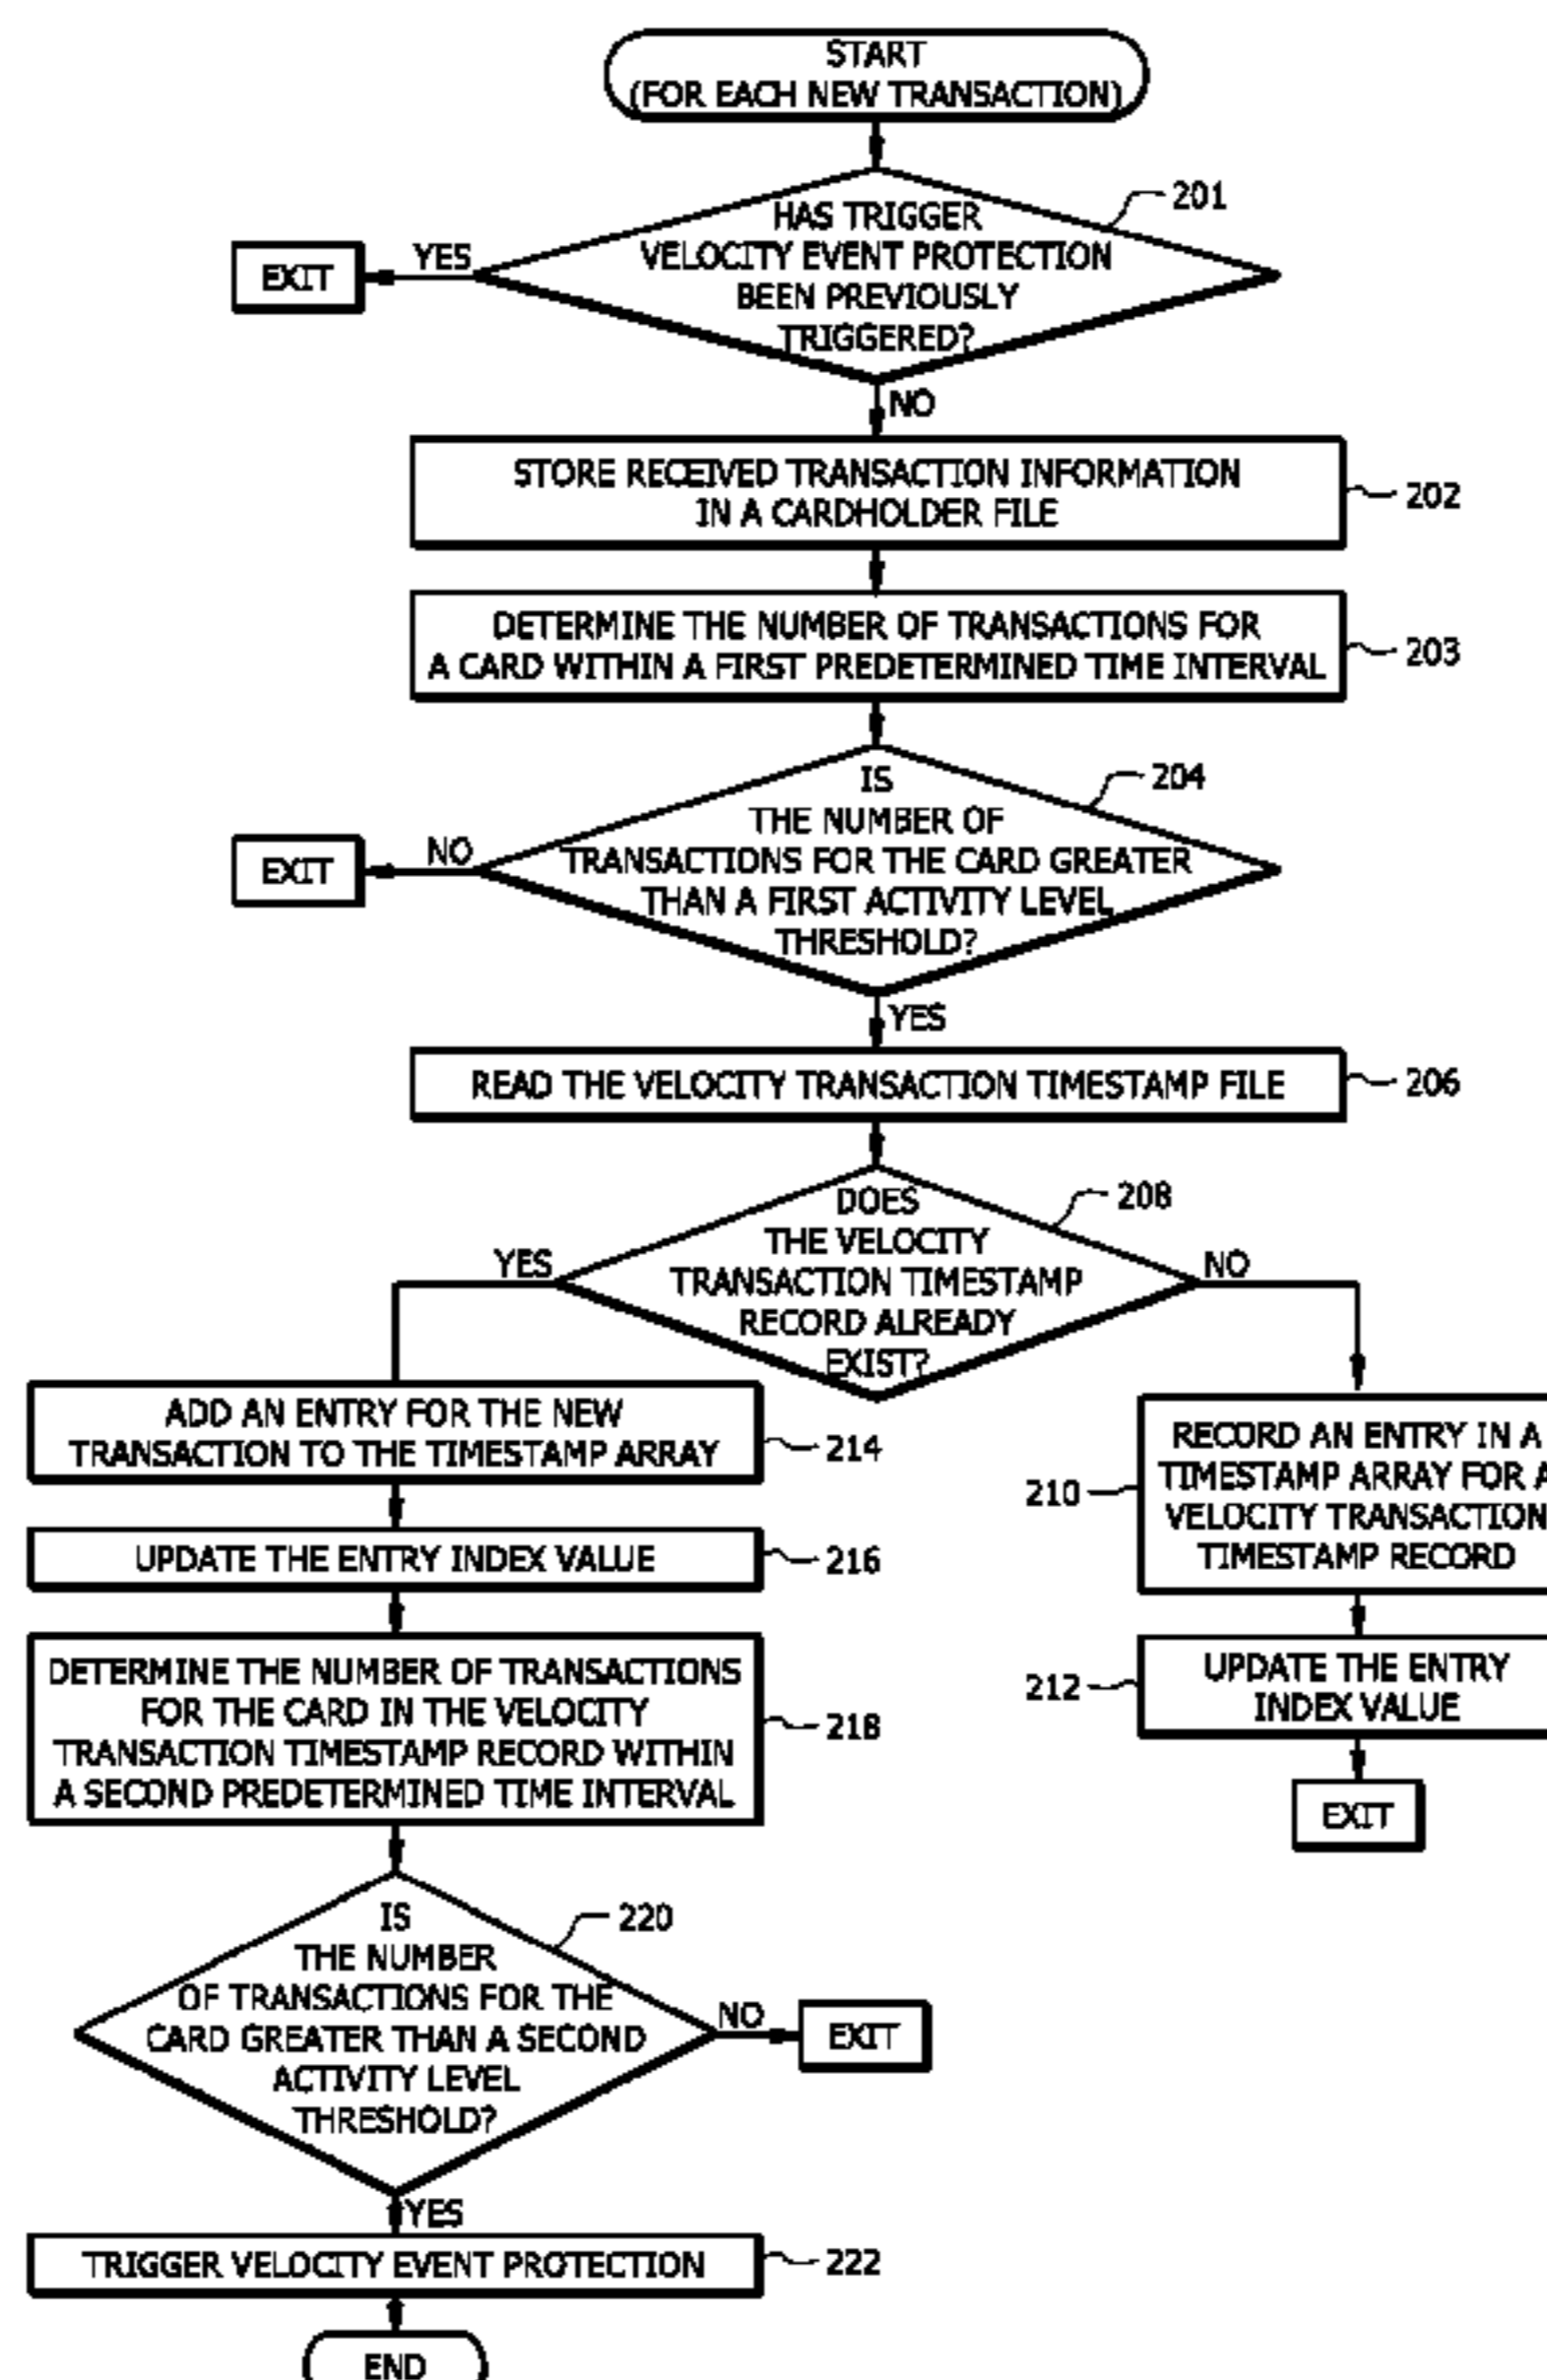 START
(FOR EACH NEW TRANSACTION)
201
HAS TRIGGER
VELOCITY EVENT PROTECTION
BEEN PREVIOUSLY
TRIGGERED?
YES
EXIT
NO
STORE RECEIVED TRANSACTION INFORMATION
IN A CARDHOLDER FILE
202
DETERMINE THE NUMBER OF TRANSACTIONS FOR
A CARD WITHIN A FIRST PREDETERMINED TIME INTERVAL
203
IS
THE NUMBER OF
TRANSACTIONS FOR THE CARD GREATER
THAN A FIRST ACTIVITY LEVEL
THRESHOLD?
204
NO
EXIT
YES
READ THE VELOCITY TRANSACTION TIMESTAMP FILE
206
DOES
THE VELOCITY
TRANSACTION TIMESTAMP
RECORD ALREADY
EXIST?
208
YES
NO
ADD AN ENTRY FOR THE NEW
TRANSACTION TO THE TIMESTAMP ARRAY
214
UPDATE THE ENTRY INDEX VALUE
216
DETERMINE THE NUMBER OF TRANSACTIONS
FOR THE CARD IN THE VELOCITY
TRANSACTION TIMESTAMP RECORD WITHIN
A SECOND PREDETERMINED TIME INTERVAL
218
RECORD AN ENTRY IN A
TIMESTAMP ARRAY FOR A
VELOCITY TRANSACTION
TIMESTAMP RECORD
210
UPDATE THE ENTRY
INDEX VALUE
212
EXIT
IS
THE NUMBER
OF TRANSACTIONS FOR THE
CARD GREATER THAN A SECOND
ACTIVITY LEVEL
THRESHOLD?
220
NO
EXIT
YES
TRIGGER VELOCITY EVENT PROTECTION
222
END